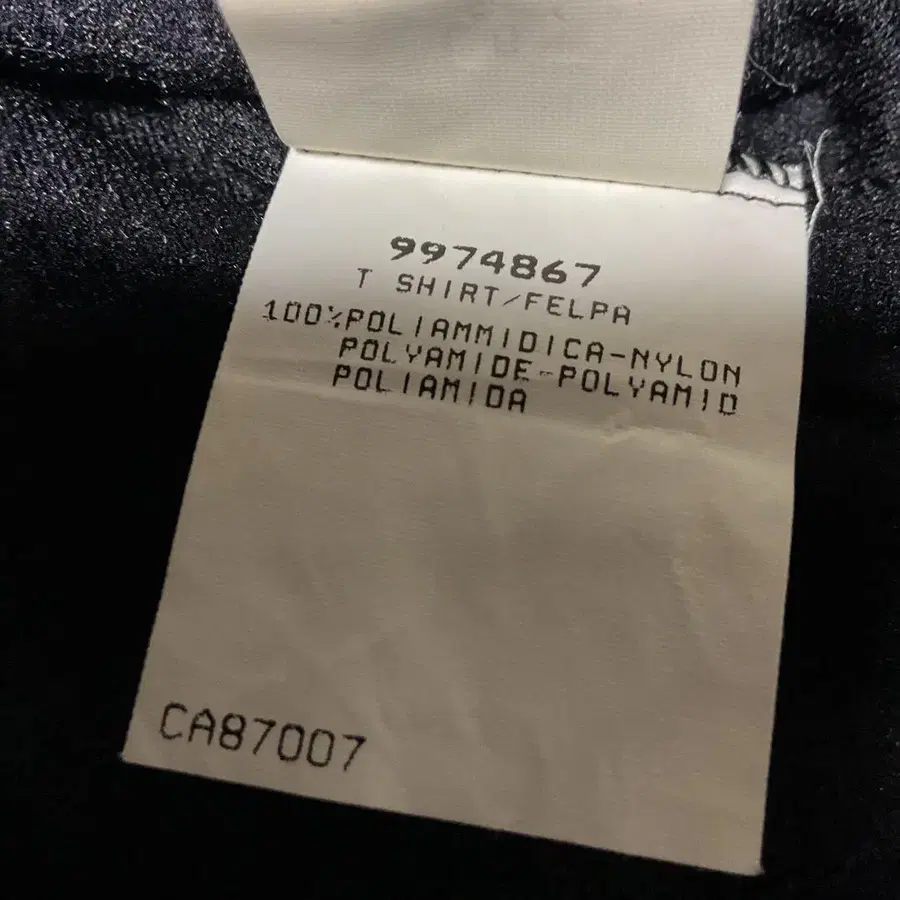 9974867
T SHIRT/FELPA
100%POLIAMMIDICA-NYLON
POLYAMIDE-POLYAMID
POLIAMIDA
CA87007